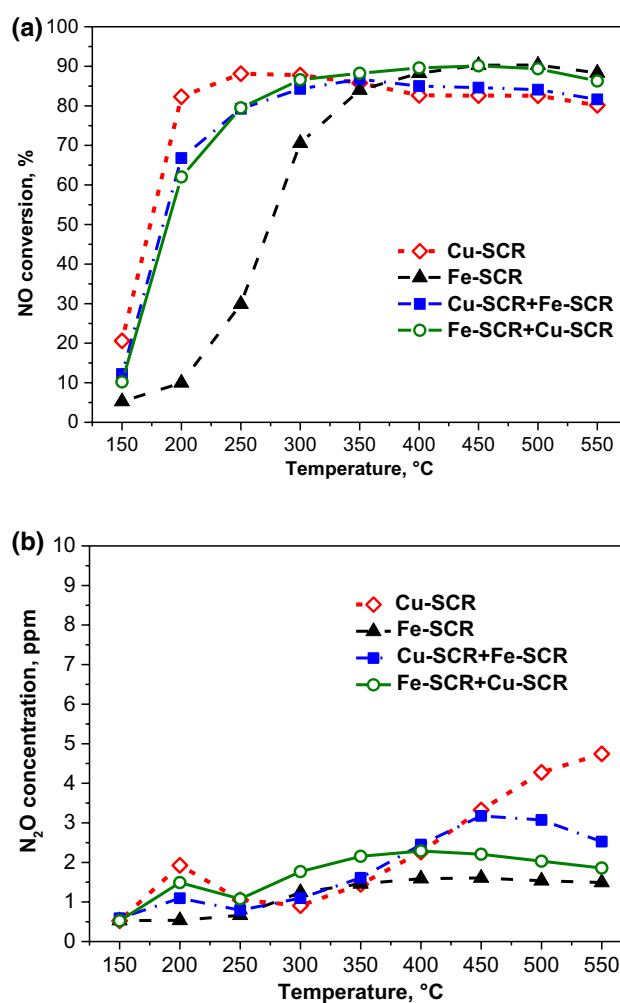 (a)
100
90
80
70
60
50
40
30
20
10
0
NO conversion, %
Cu-SCR
Fe-SCR
Cu-SCR+Fe-SCR
Fe-SCR+Cu-SCR
150 200 250 300 350 400 450 500 550
Temperature, °C
(b)
10
9
8
7
6
5
4
3
2
1
0
N₂O concentration, ppm
Cu-SCR
Fe-SCR
Cu-SCR+Fe-SCR
Fe-SCR+Cu-SCR
150 200 250 300 350 400 450 500 550
Temperature, °C